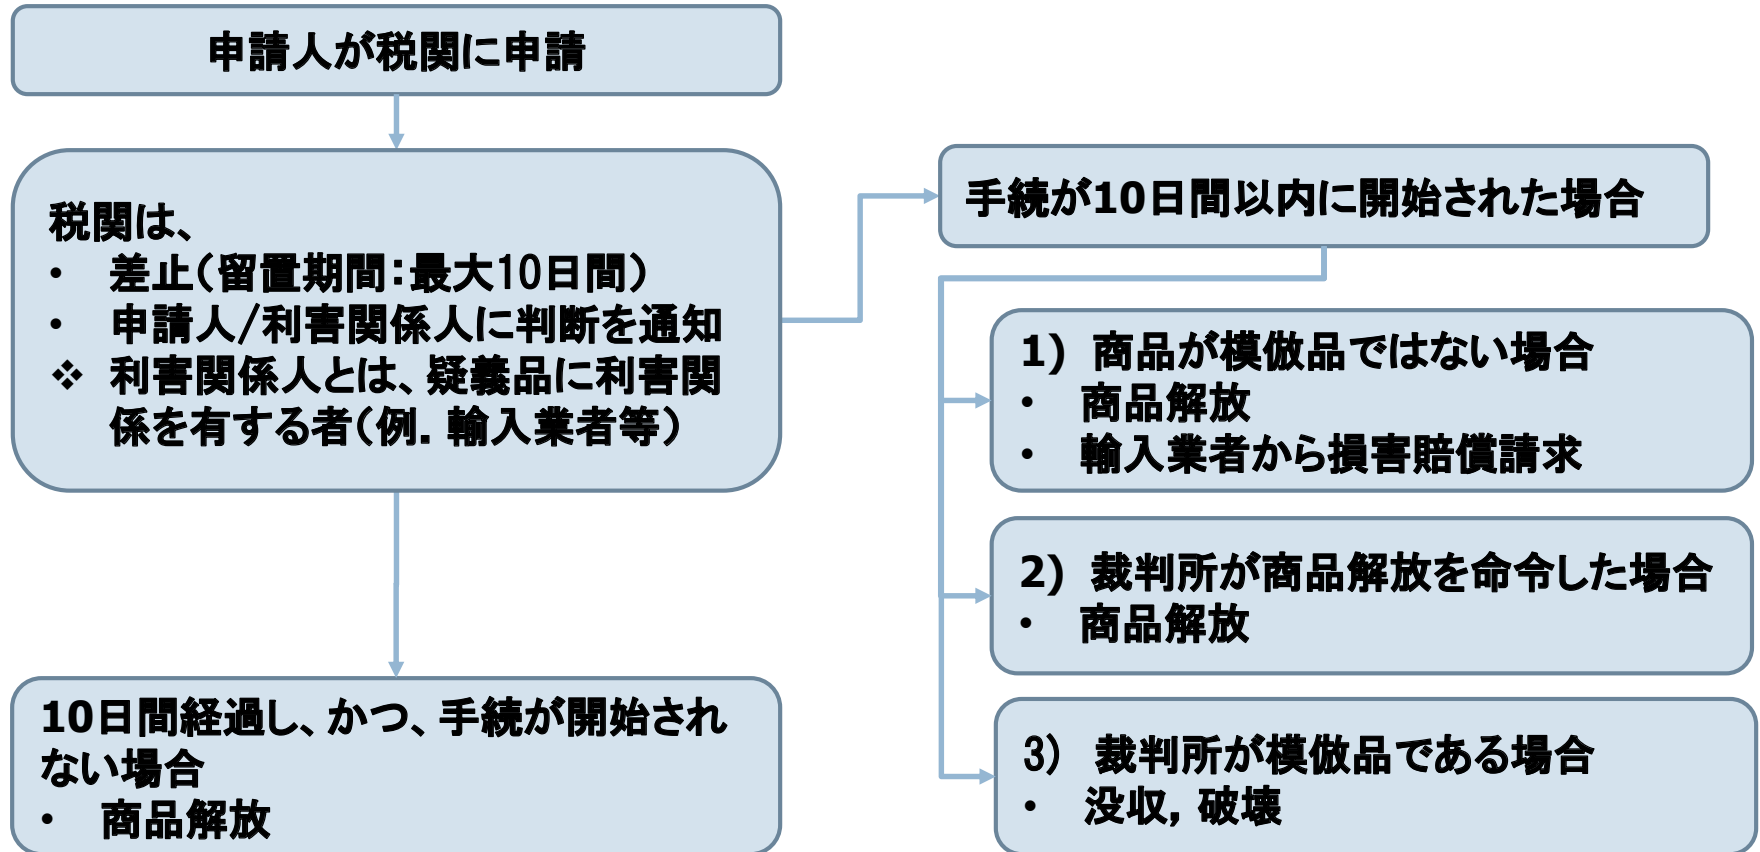 申請人が税関に申請
税関は、
• 差止(留置期間:最大10日間)
• 申請人/利害関係人に判断を通知
❖ 利害関係人とは、疑義品に利害関
係を有する者(例. 輸入業者等)
10日間経過し、かつ、手続が開始され
ない場合
• 商品解放
手続が10日間以内に開始された場合
1) 商品が模倣品ではない場合
• 商品解放
• 輸入業者から損害賠償請求
2) 裁判所が商品解放を命令した場合
• 商品解放
3) 裁判所が模倣品である場合
• 没収, 破壊